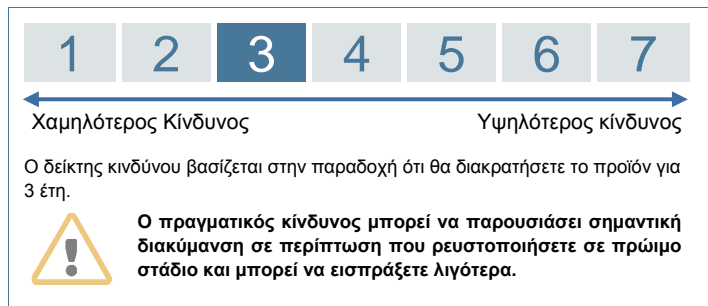 1 2 3 4 5 6 7
Χαμηλότερος Κίνδυνος Υψηλότερος κίνδυνος
Ο δείκτης κινδύνου βασίζεται στην παραδοχή ότι θα διακρατήσετε το προϊόν για
3 έτη.
Ο πραγματικός κίνδυνος μπορεί να παρουσιάσει σημαντική
διακύμανση σε περίπτωση που ρευστοποιήσετε σε πρώιμο
στάδιο και μπορεί να εισπράξετε λιγότερα.